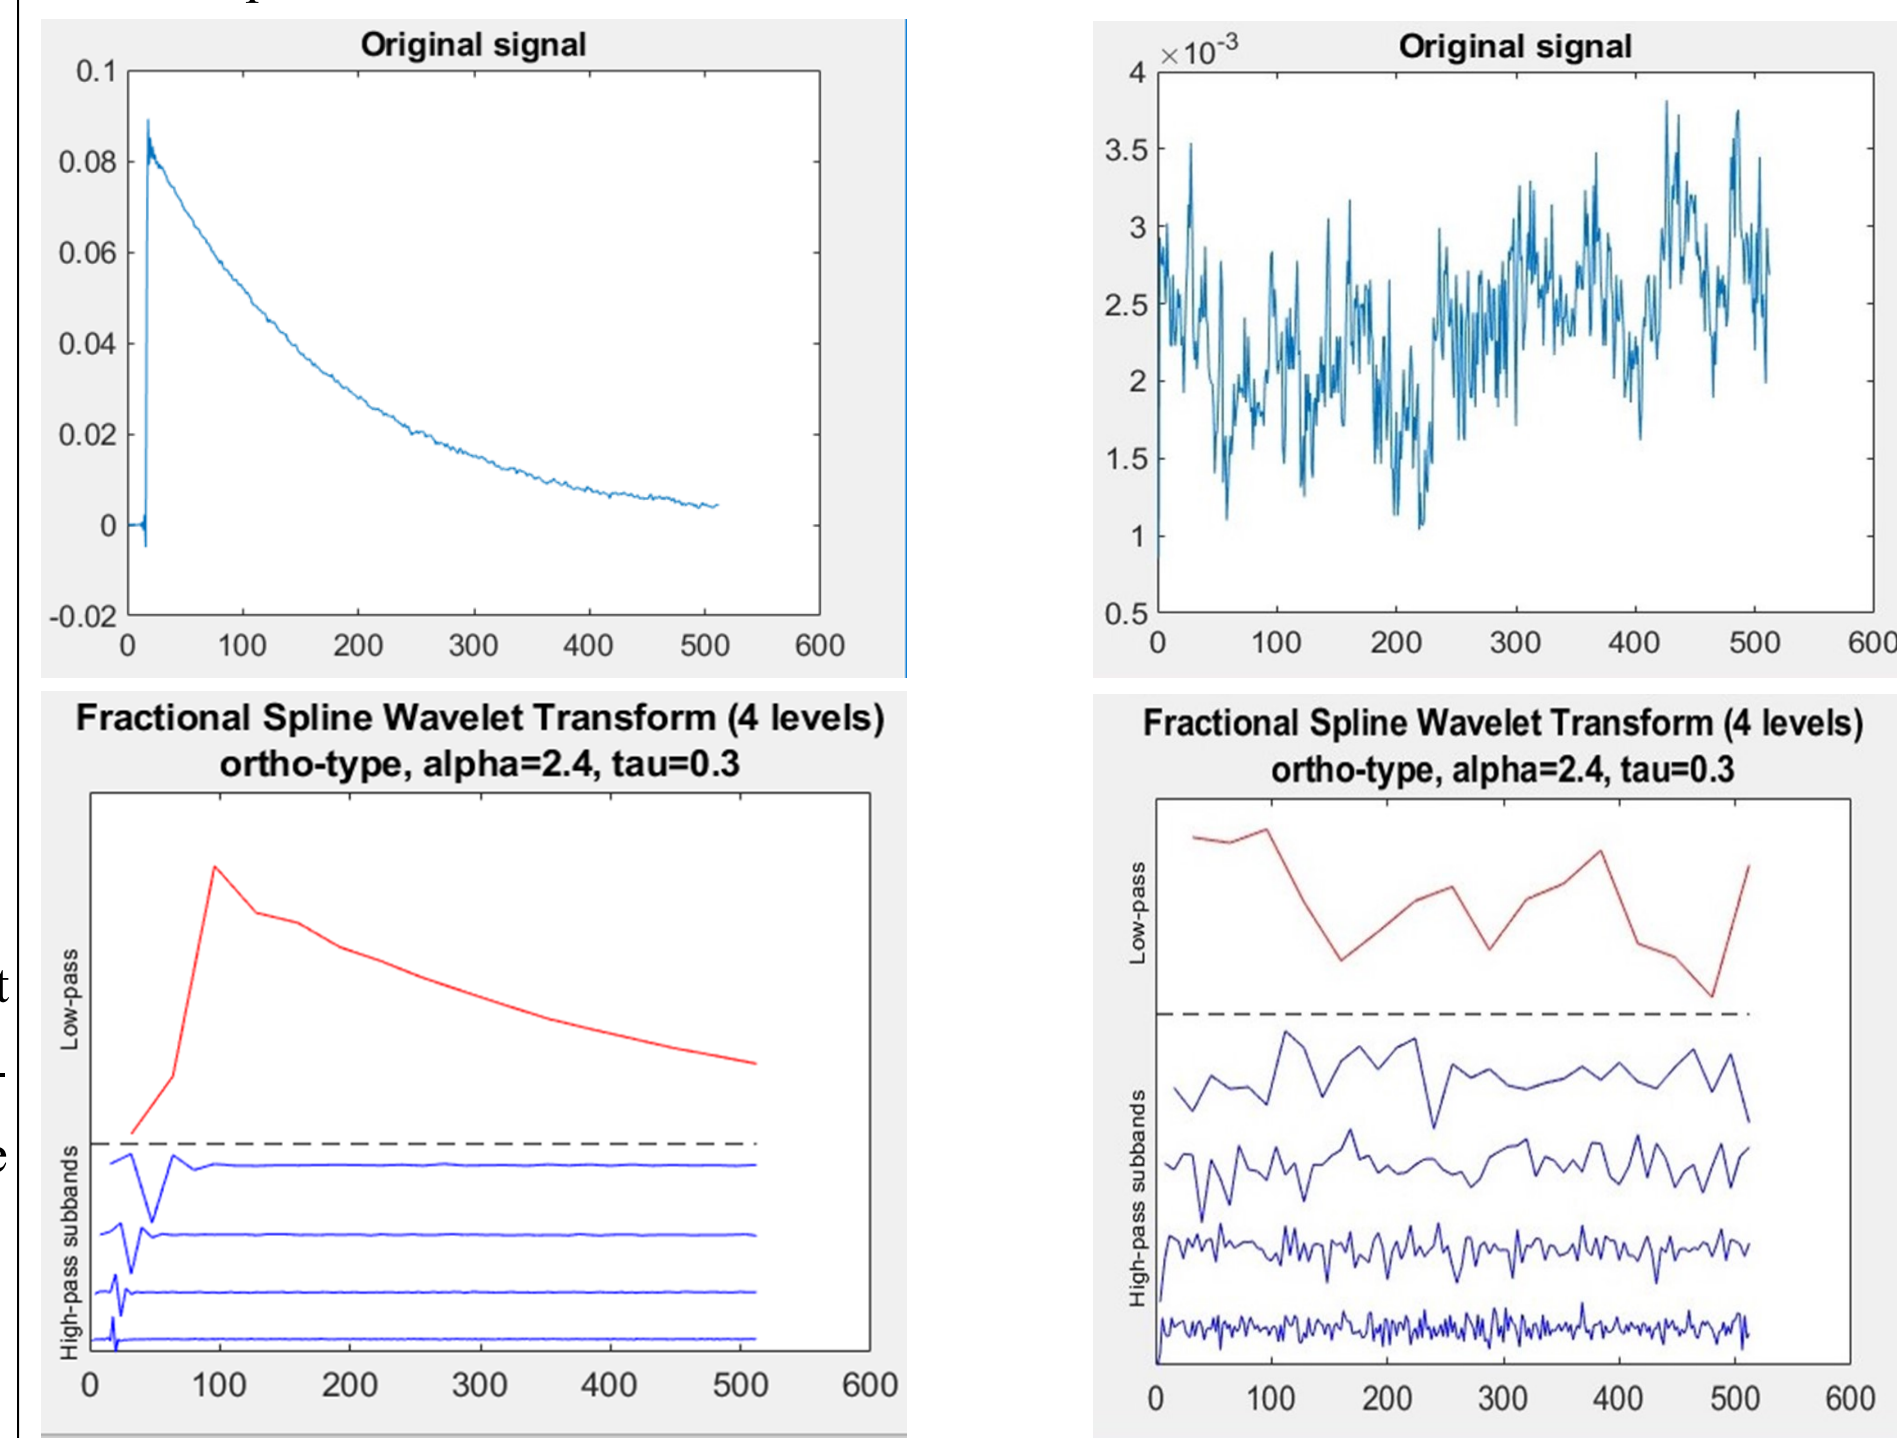 Original signal
0.1
0.08
0.06
0.04
0.02
0
-0.02
0 100 200 300 400 500 600
Original signal
×10-3
4
3.5
3
2.5
2
1.5
1
0.5
0 100 200 300 400 500 600
Fractional Spline Wavelet Transform (4 levels)
ortho-type, alpha=2.4, tau=0.3
Low-pass
High-pass subbands
0 100 200 300 400 500 600
Fractional Spline Wavelet Transform (4 levels)
ortho-type, alpha=2.4, tau=0.3
Low-pass
High-pass subbands
0 100 200 300 400 500 600
t
-
e